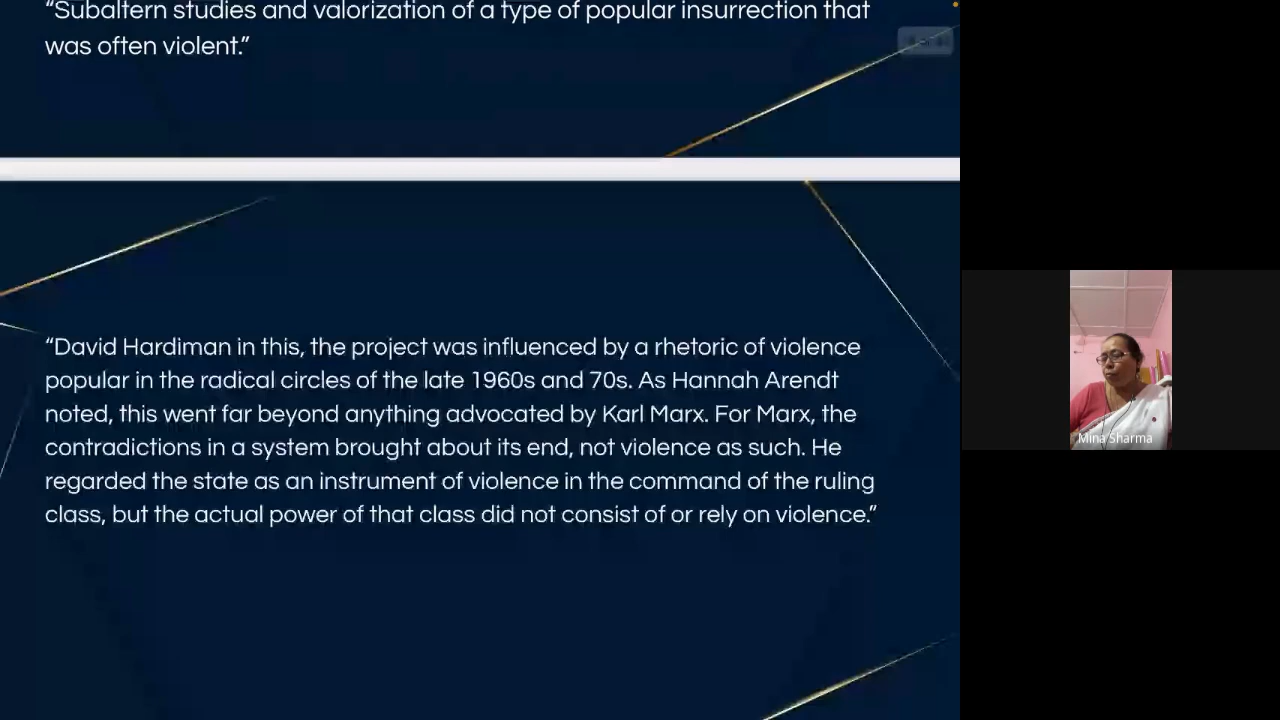 “Subaltern studies and valorization of a type of popular insurrection that
was often violent.”
“David Hardiman in this, the project was influenced by a rhetoric of violence
popular in the radical circles of the late 1960s and 70s. As Hannah Arendt
noted, this went far beyond anything advocated by Karl Marx. For Marx, the
contradictions in a system brought about its end, not violence as such. He
regarded the state as an instrument of violence in the command of the ruling
class, but the actual power of that class did not consist of or rely on violence.”
Mina Sharma